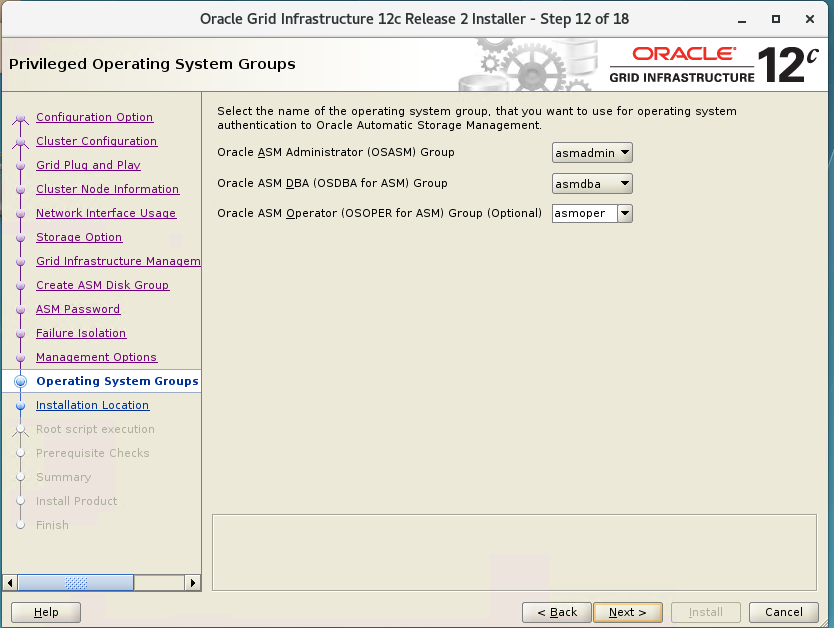 Oracle Grid Infrastructure 12c Release 2 Installer - Step 12 of 18
Privileged Operating System Groups
ORACLE®
GRID INFRASTRUCTURE
12c
Configuration Option
Cluster Configuration
Grid Plug and Play
Cluster Node Information
Network Interface Usage
Storage Option
Grid Infrastructure Managem
Create ASM Disk Group
ASM Password
Failure Isolation
Management Options
Operating System Groups
Installation Location
Root script execution
Prerequisite Checks
Summary
Install Product
Finish
Select the name of the operating system group, that you want to use for operating system
authentication to Oracle Automatic Storage Management.
Oracle ASM Administrator (OSASM) Group asmadmin
Oracle ASM DBA (OSDBA for ASM) Group asmdba
Oracle ASM Operator (OSOPER for ASM) Group (Optional) asmoper
Help < Back Next > Install Cancel